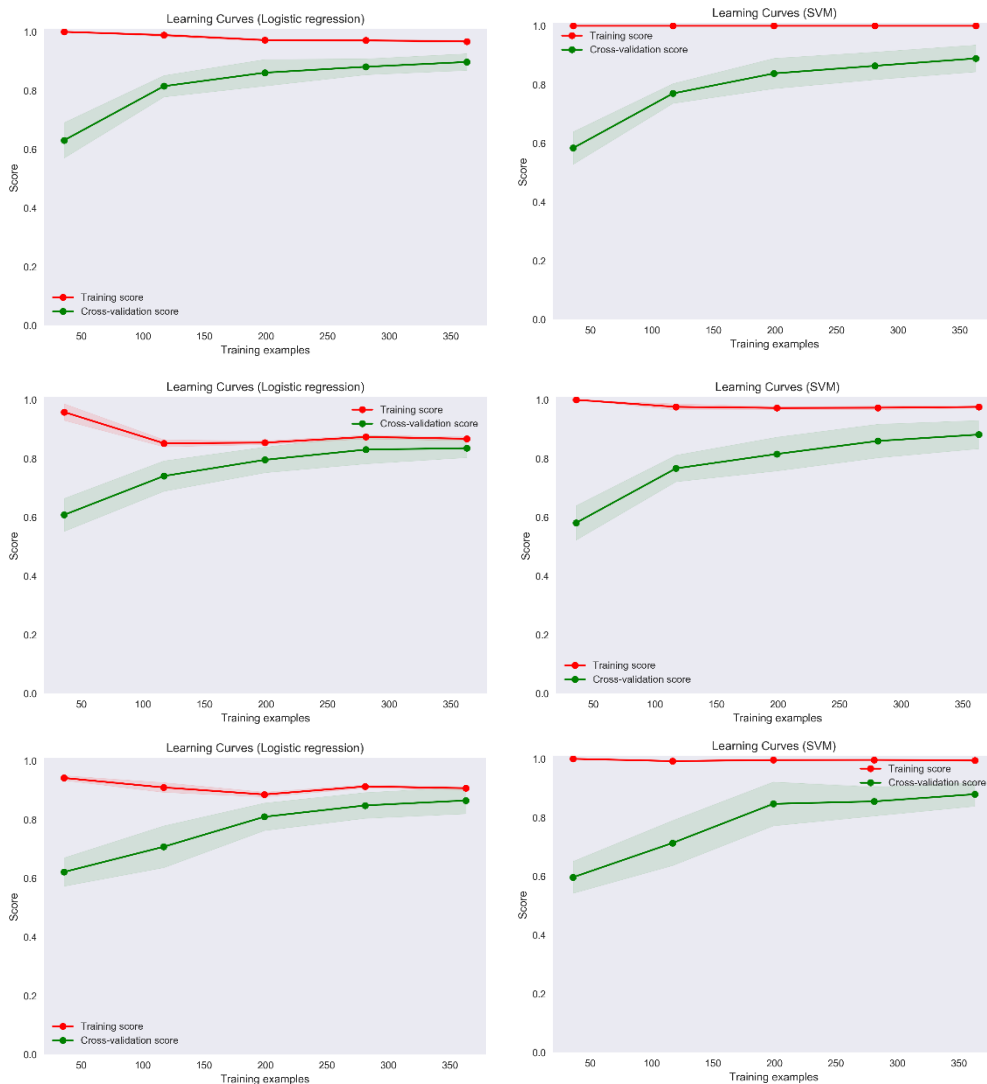 Learning Curves (Logistic regression)
1.0
0.8
0.6
0.4
0.2
0.0
Score
Training score
Cross-validation score
50 100 150 200 250 300 350
Training examples
Learning Curves (SVM)
1.0
0.8
0.6
0.4
0.2
0.0
Score
Training score
Cross-validation score
50 100 150 200 250 300 350
Training examples
Learning Curves (Logistic regression)
1.0
0.8
0.6
0.4
0.2
0.0
Score
Training score
Cross-validation score
50 100 150 200 250 300 350
Training examples
Learning Curves (SVM)
1.0
0.8
0.6
0.4
0.2
0.0
Score
Training score
Cross-validation score
50 100 150 200 250 300 350
Training examples
Learning Curves (Logistic regression)
1.0
0.8
0.6
0.4
0.2
0.0
Score
Training score
Cross-validation score
50 100 150 200 250 300 350
Training examples
Learning Curves (SVM)
1.0
0.8
0.6
0.4
0.2
0.0
Score
Training score
Cross-validation score
50 100 150 200 250 300 350
Training examples